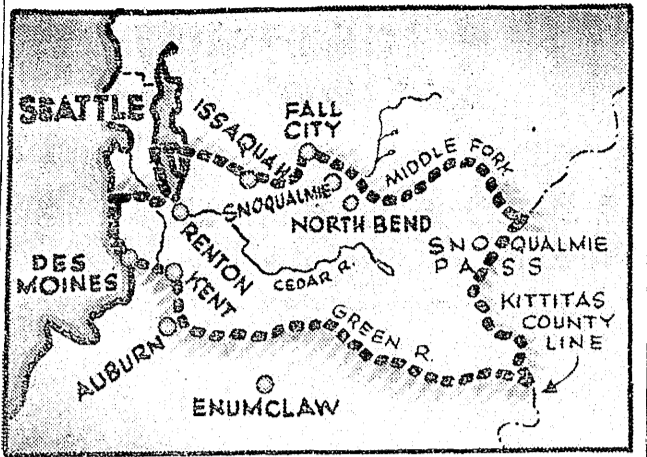 SEATTLE
ISSAQUAH
FALL
CITY
MIDDLE FORK
SNOQUALMIE
NORTH BEND
RENTON
SNOQUALMIE
PASS
DES
MOINES
KENT
CEDAR R.
KITTITAS
COUNTY
LINE
GREEN R.
AUBURN
ENUMCLAW